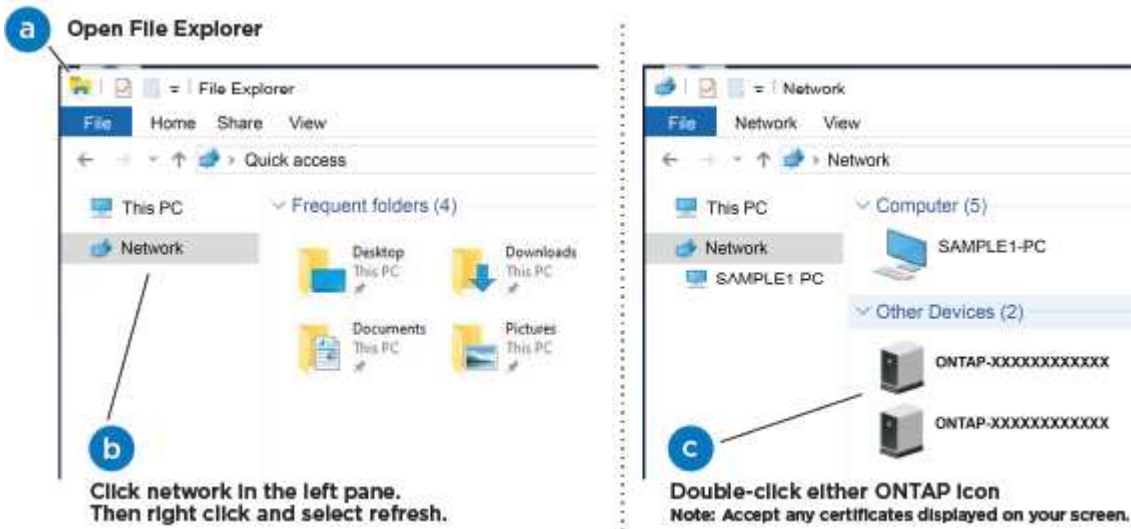 a
Open File Explorer
File Explorer
File Home Share View
Quick access
This PC
Network
Frequent folders (4)
Desktop
This PC
Downloads
This PC
Documents
This PC
Pictures
This PC
b
Click network in the left pane.
Then right click and select refresh.
Network
File Network View
Network
This PC
Network
SAMPLE1 PC
Computer (5)
SAMPLE1-PC
Other Devices (2)
ONTAP-XXXXXXXXXXXX
ONTAP-XXXXXXXXXXXX
c
Double-click either ONTAP icon
Note: Accept any certificates displayed on your screen.